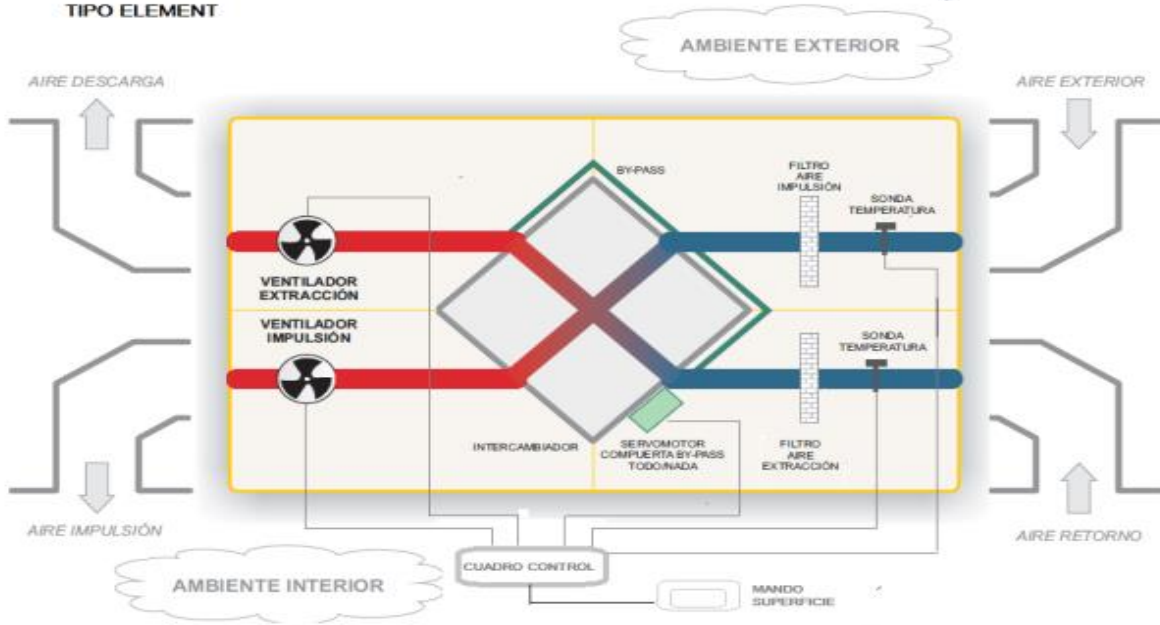 TIPO ELEMENT
AMBIENTE EXTERIOR
AIRE DESCARGA
AIRE EXTERIOR
BY-PASS
FILTRO
AIRE
IMPULSIÓN
SONDA
TEMPERATURA
VENTILADOR
EXTRACCIÓN
VENTILADOR
IMPULSIÓN
SONDA
TEMPERATURA
INTERCAMBIADOR
SERVOMOTOR
COMPUERTA BY-PASS
TODO/NADA
FILTRO
AIRE
EXTRACCIÓN
AIRE IMPULSIÓN
AIRE RETORNO
CUADRO CONTROL
AMBIENTE INTERIOR
MANDO
SUPERFICIE